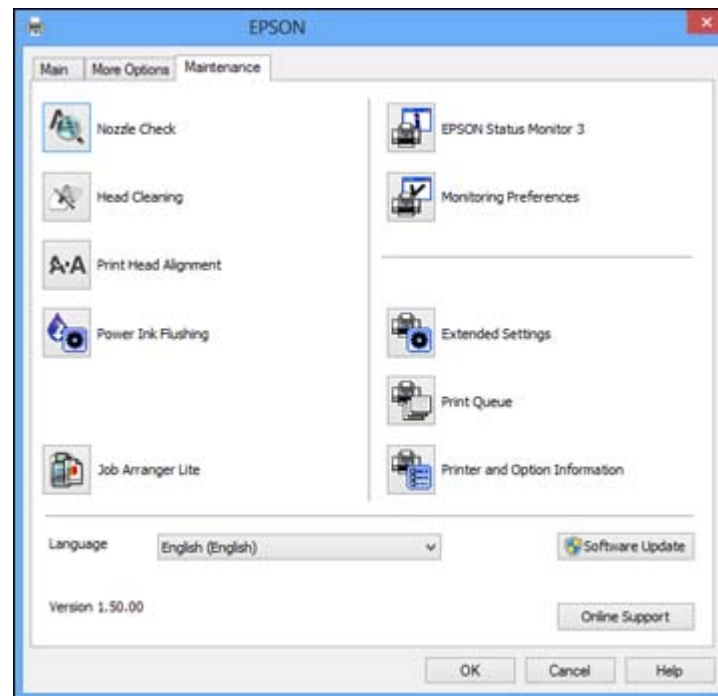 EPSON
Main More Options Maintenance
Nozzle Check
Head Cleaning
A·A Print Head Alignment
Power Ink Flushing
Job Arranger Lite
EPSON Status Monitor 3
Monitoring Preferences
Extended Settings
Print Queue
Printer and Option Information
Language English (English) Software Update
Version 1.50.00
Online Support
OK Cancel Help